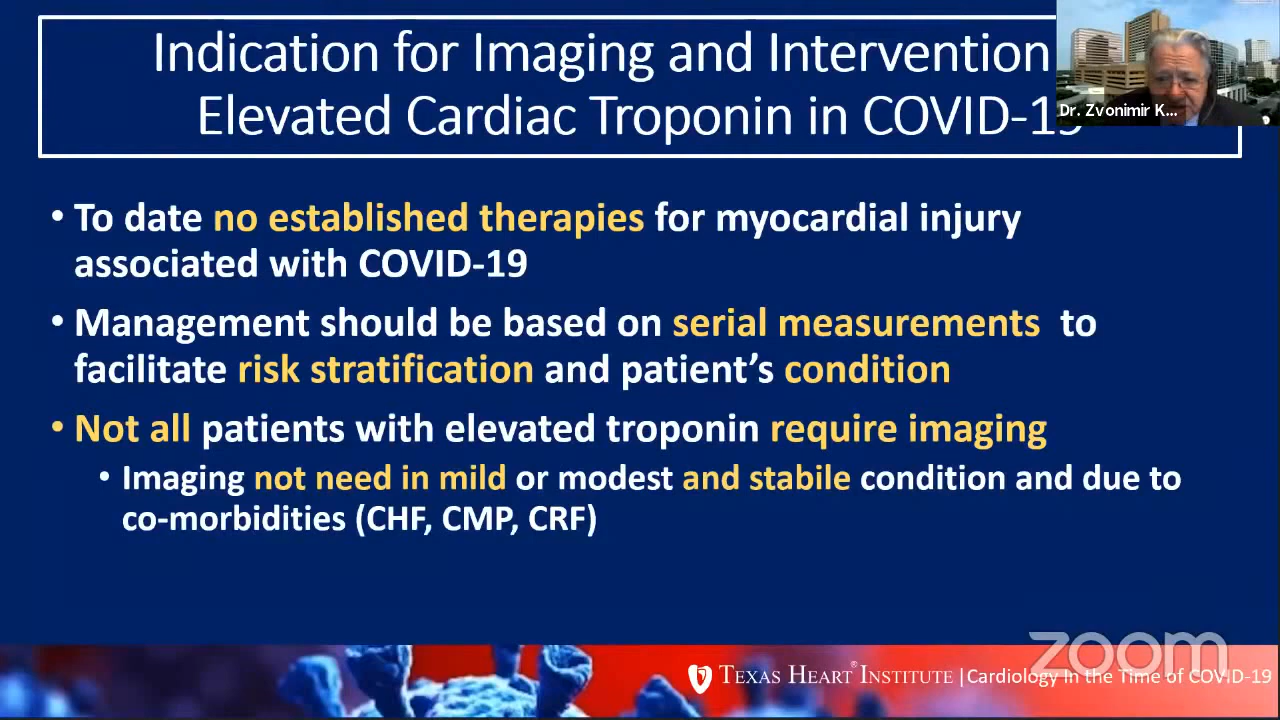 Indication for Imaging and Intervention
Elevated Cardiac Troponin in COVID-19
Dr. Zvonimir K...
• To date no established therapies for myocardial injury
associated with COVID-19
• Management should be based on serial measurements to
facilitate risk stratification and patient's condition
• Not all patients with elevated troponin require imaging
• Imaging not need in mild or modest and stabile condition and due to
co-morbidities (CHF, CMP, CRF)
zoom
TEXAS HEART® INSTITUTE | Cardiology in the Time of COVID-19